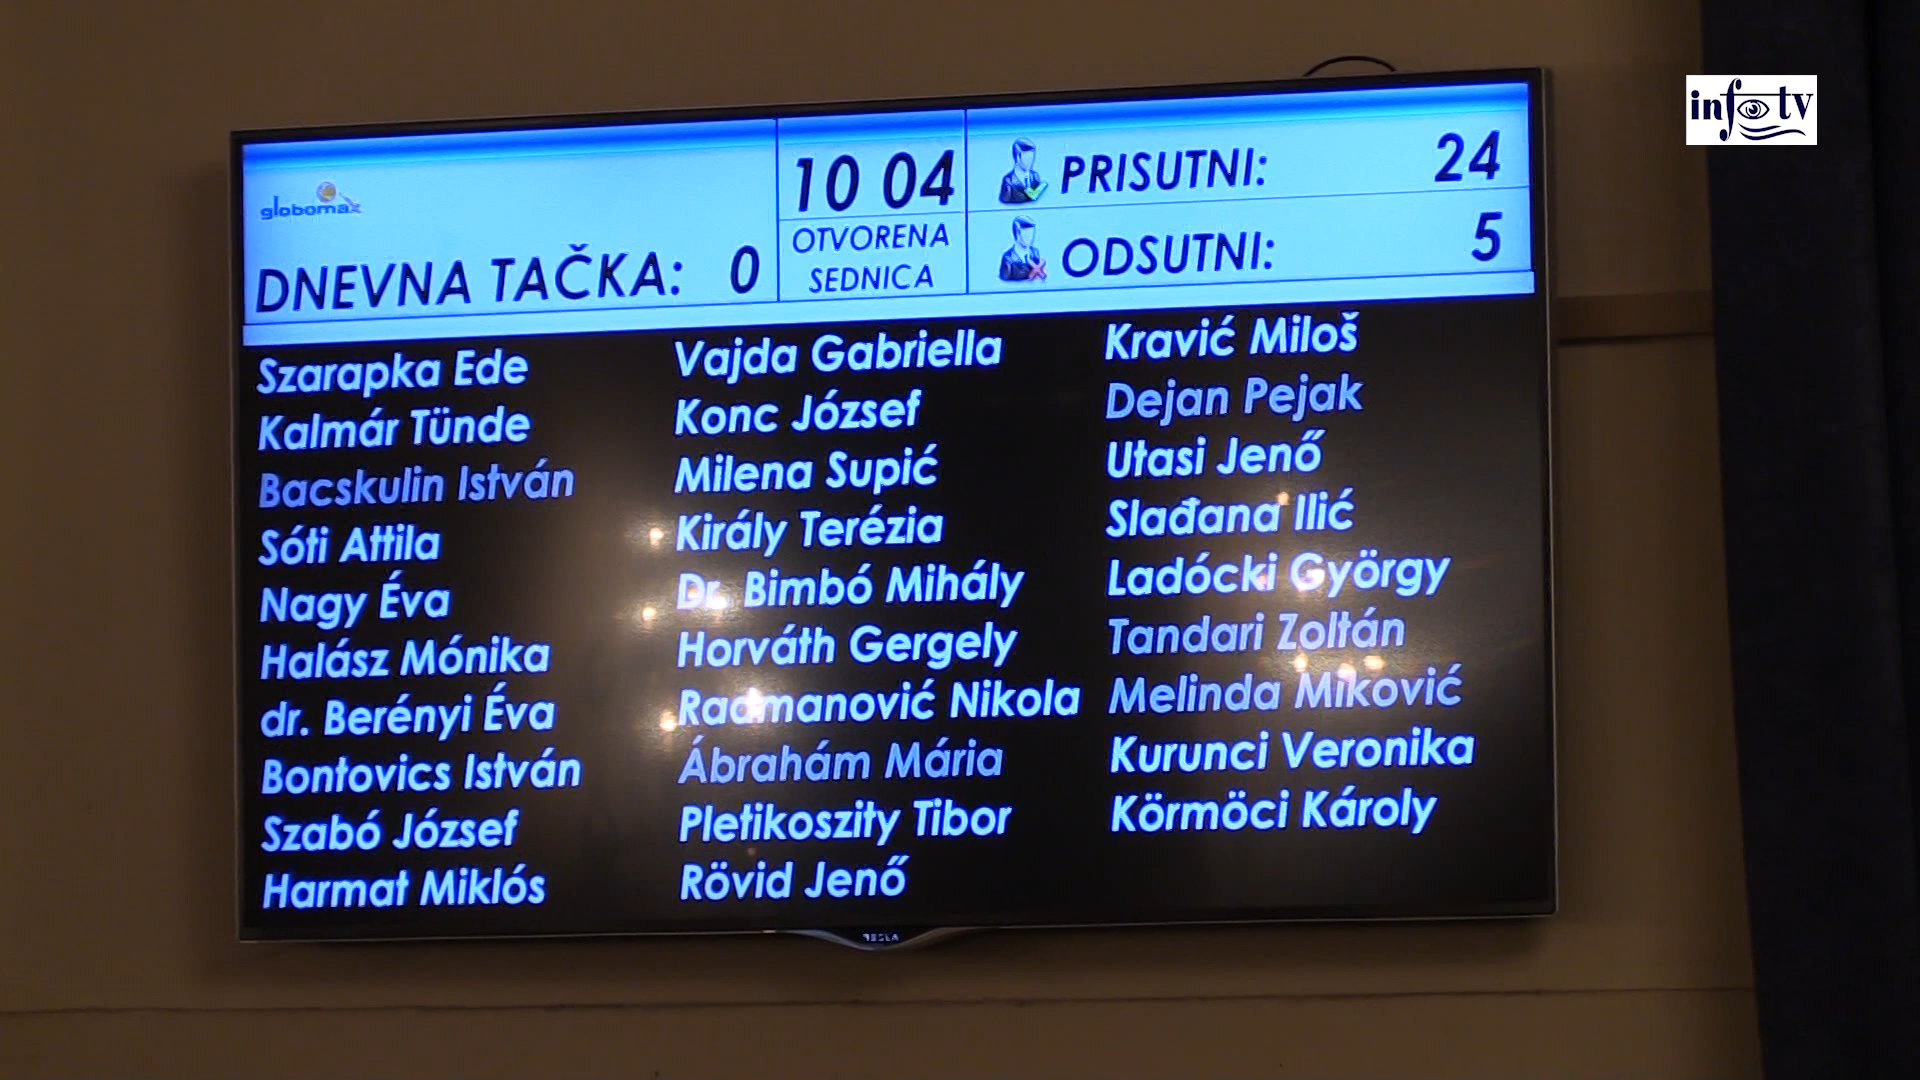 info tv
globomax
DNEVNA TAČKA: 0
10 04
OTVORENA
SEDNICA
PRISUTNI: 24
ODSUTNI: 5
Szarapka Ede
Kalmár Tünde
Bacskulin István
Sóti Attila
Nagy Éva
Halász Mónika
dr. Berényi Éva
Bontovics István
Szabó József
Harmat Miklós
Vajda Gabriella
Konc József
Milena Supić
Király Terézia
Dr. Bimbó Mihály
Horváth Gergely
Radmanović Nikola
Ábrahám Mária
Pletikoszity Tibor
Rövid Jenő
Kravić Miloš
Dejan Pejak
Utasi Jenő
Slađana Ilić
Ladócki György
Tandari Zoltán
Melinda Miković
Kurunci Veronika
Körmöci Károly
TESLA